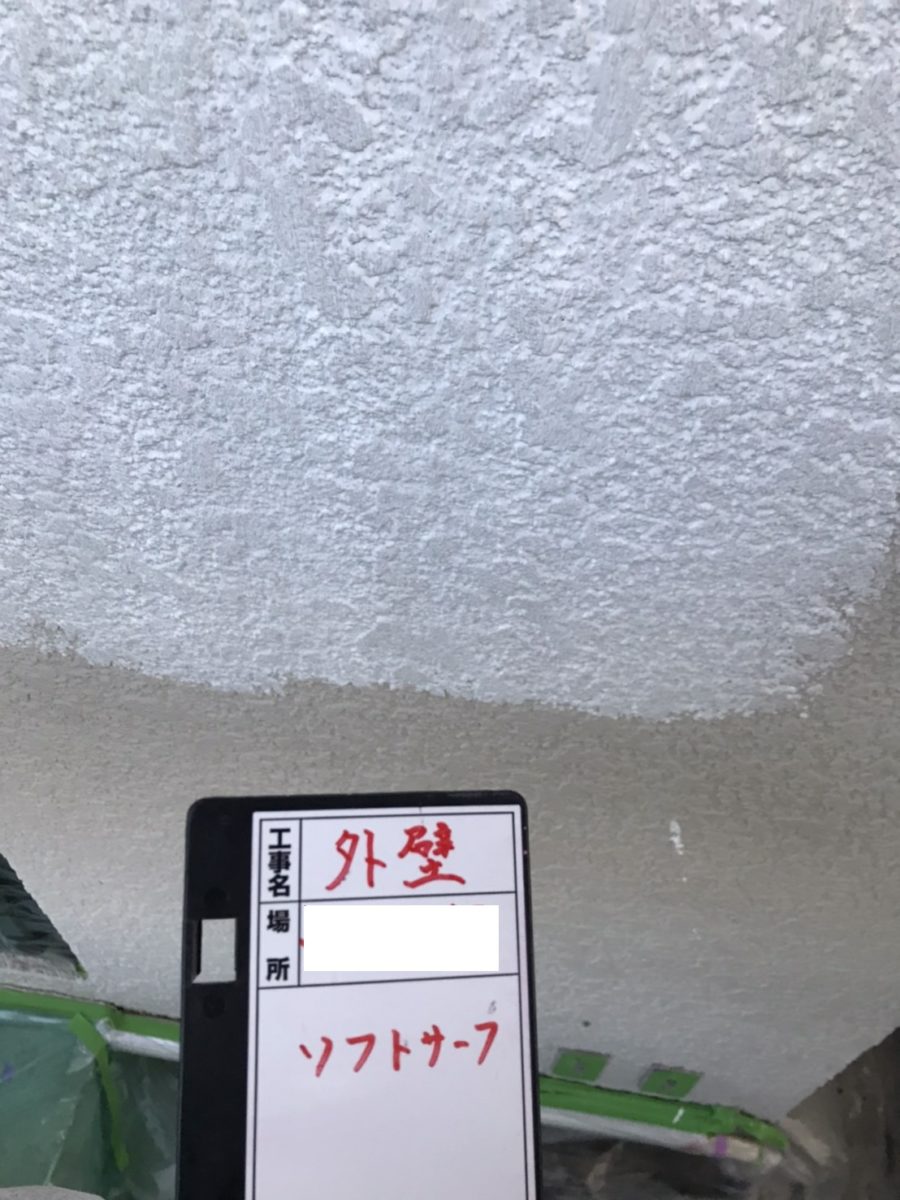 工事名 外壁
場所
ソフトサーフ